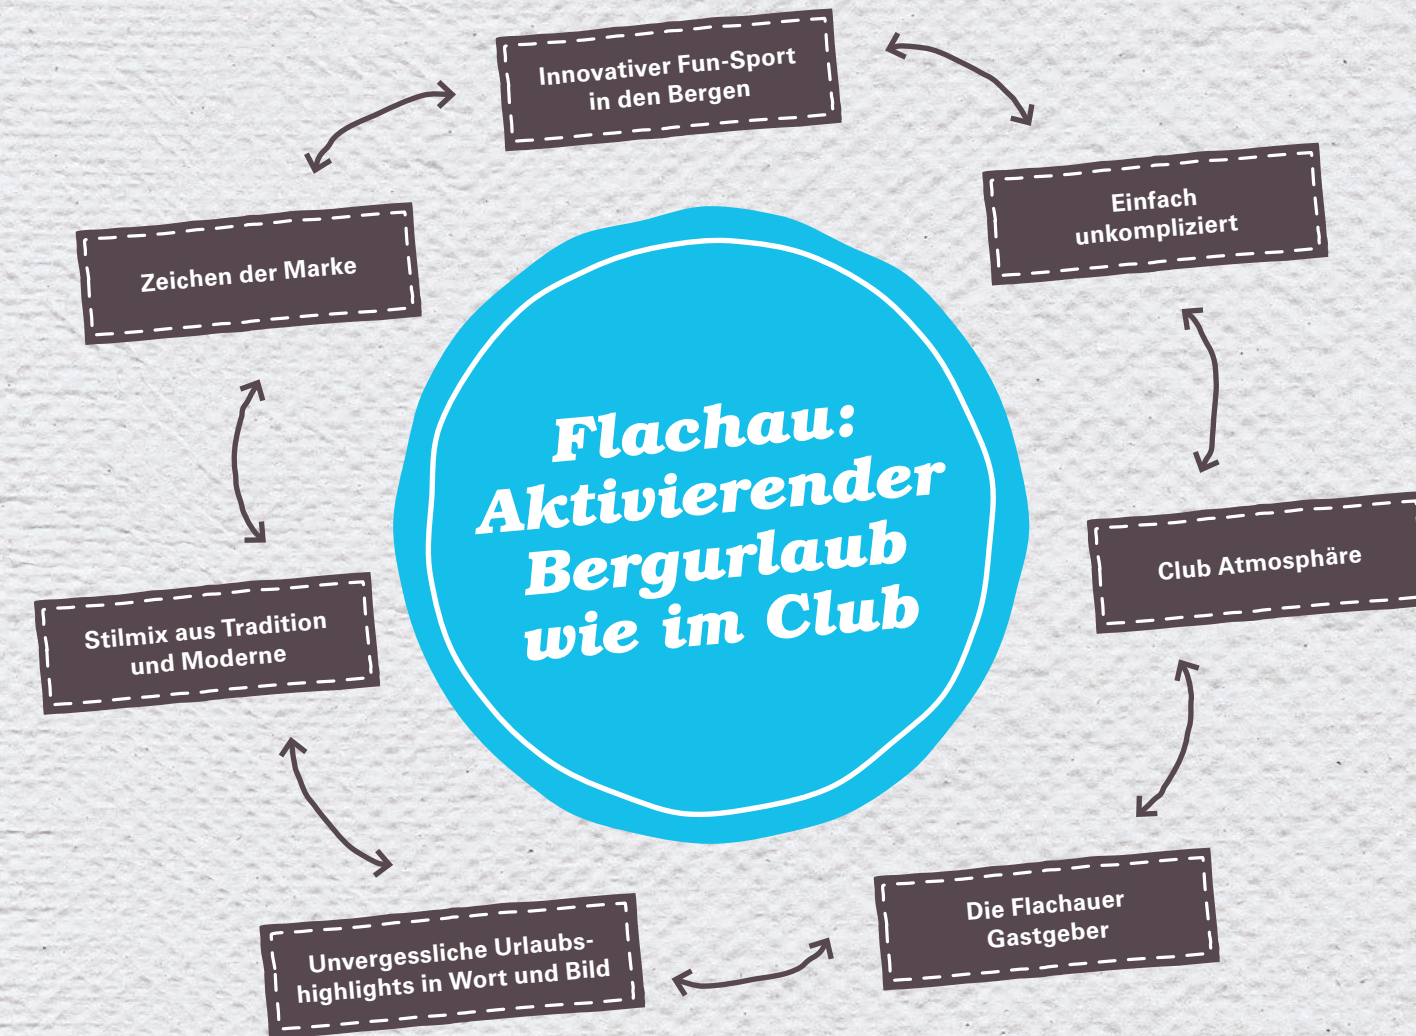 Innovativer Fun-Sport
in den Bergen
Einfach
unkompliziert
Zeichen der Marke
Flachau:
Aktivierender
Bergurlaub
wie im Club
Club Atmosphäre
Stilmix aus Tradition
und Moderne
Die Flachauer
Gastgeber
Unvergessliche Urlaubs-
highlights in Wort und Bild